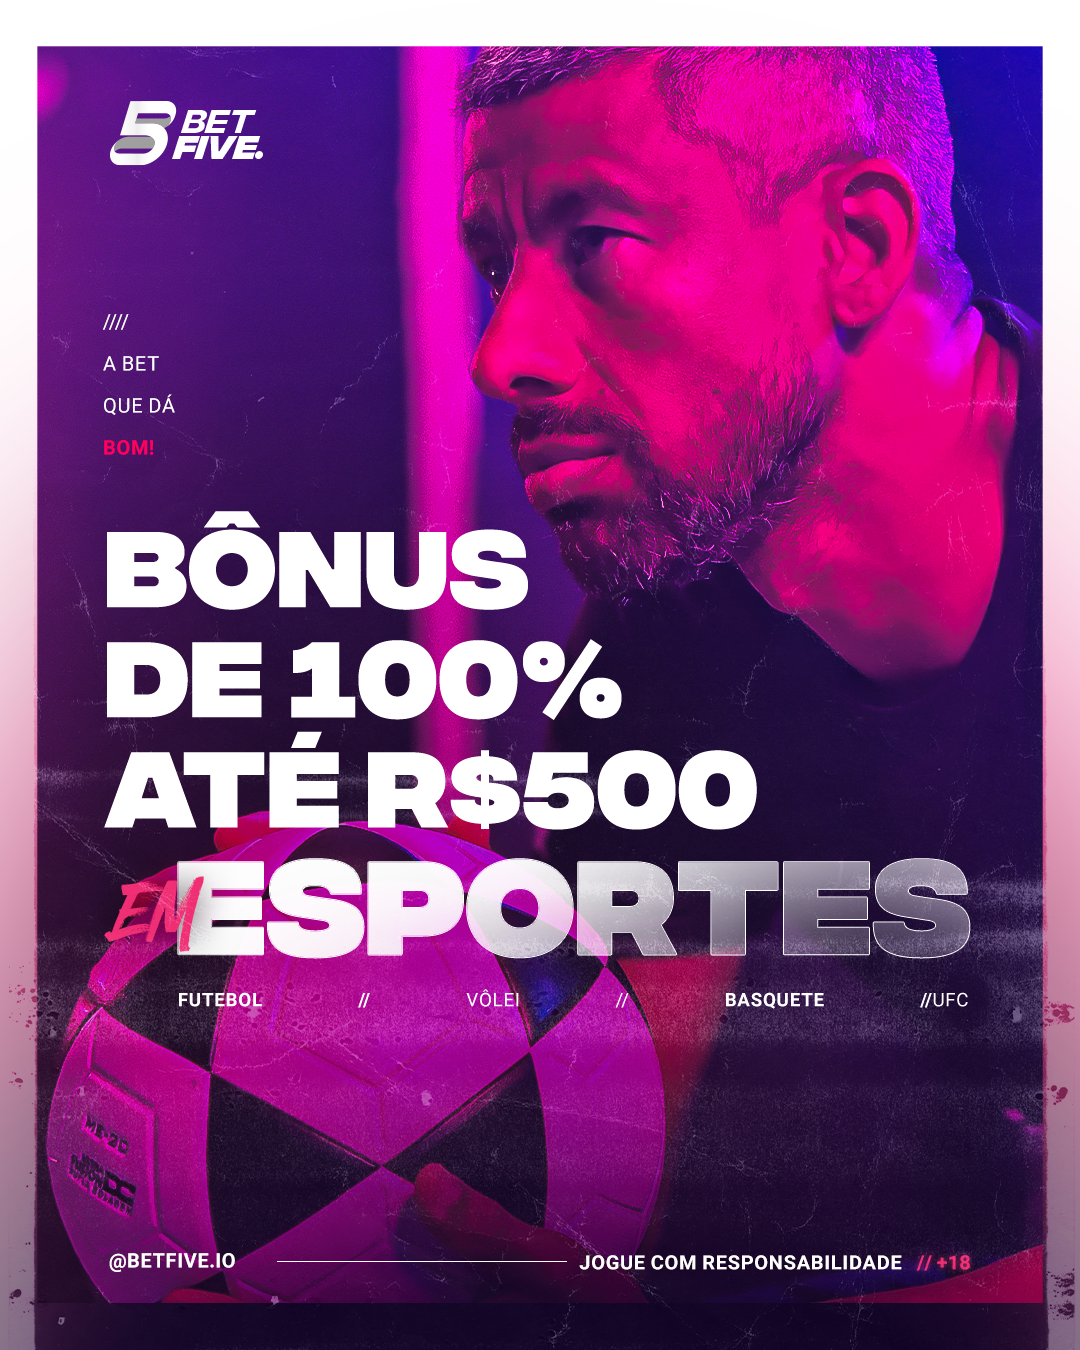 5 BET
FIVE.
////
A BET
QUE DÁ
BOM!
BÔNUS
DE 100%
ATÉ R$500
EM ESPORTES
FUTEBOL // VÔLEI // BASQUETE //UFC
@BETFIVE.IO JOGUE COM RESPONSABILIDADE // +18